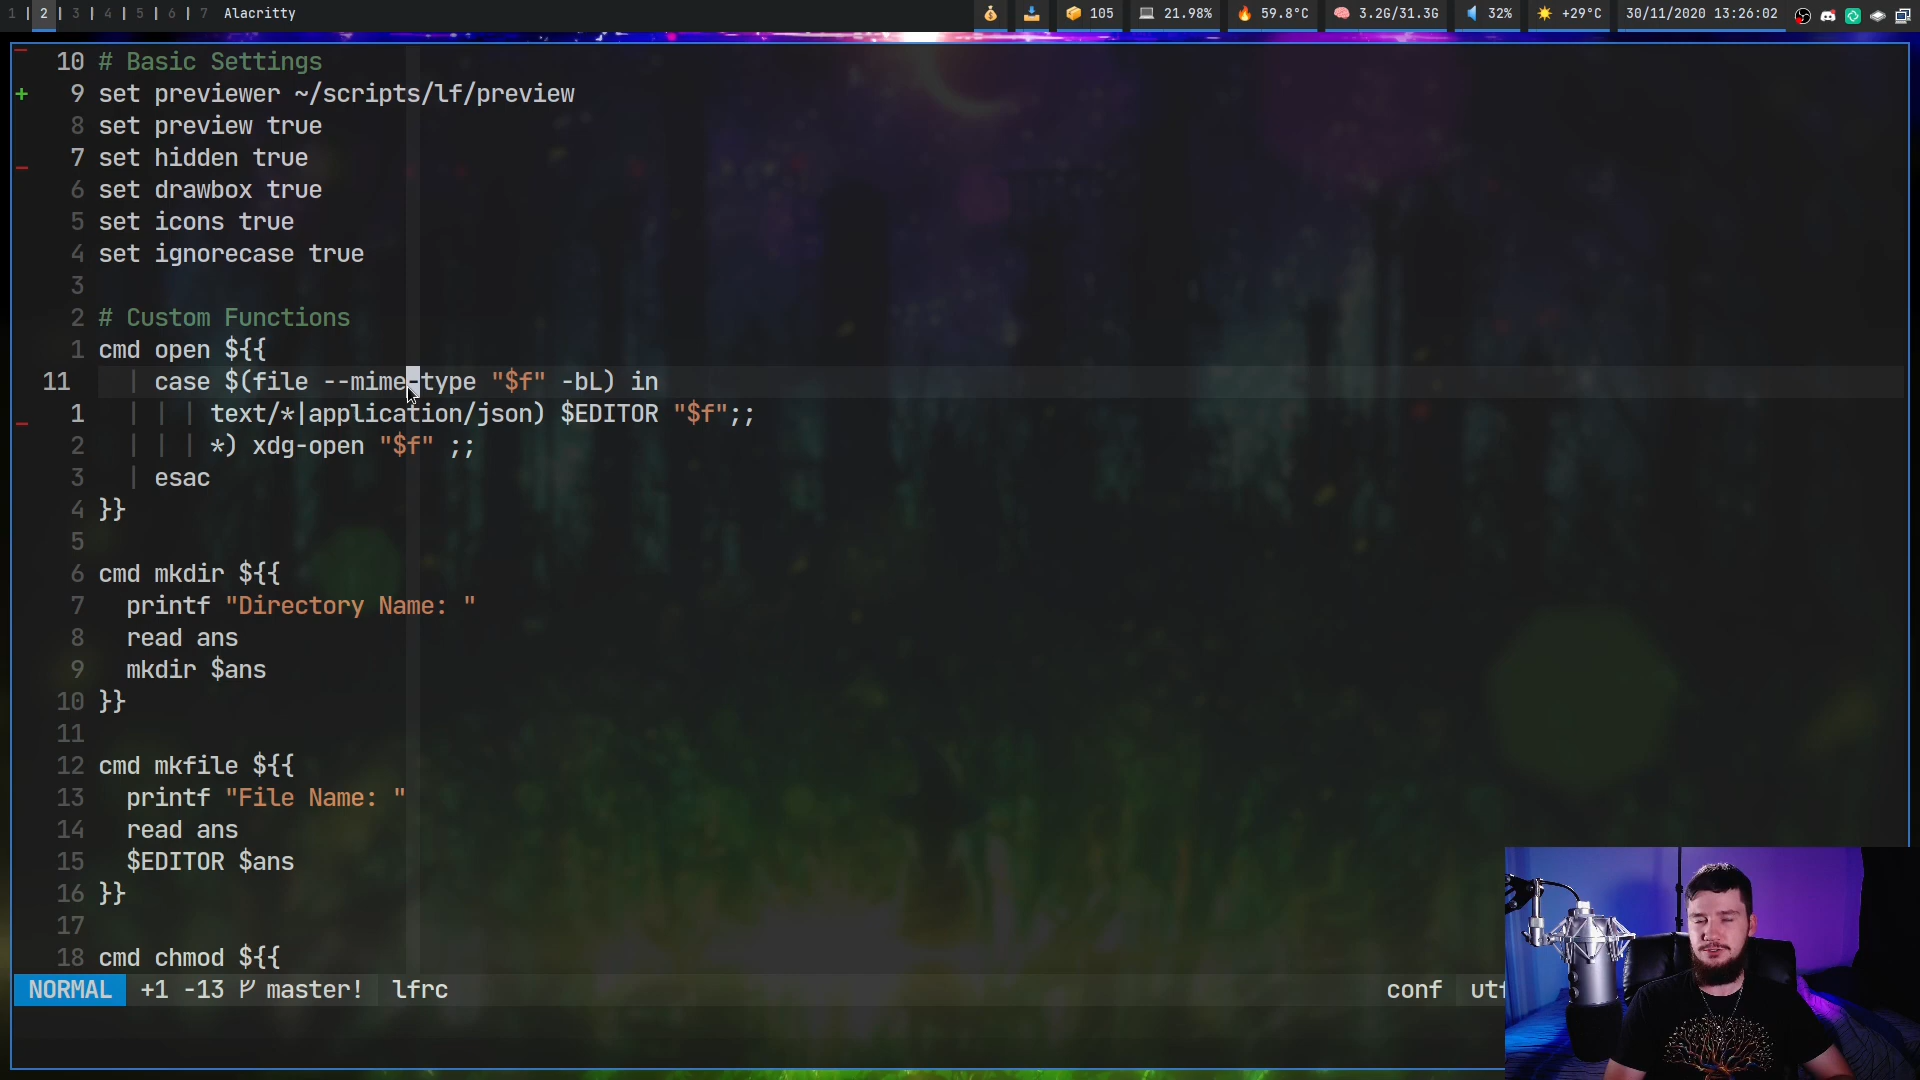 1 | 2 | 3 | 4 | 5 | 6 | 7 Alacritty 105 21.98% 59.8°C 3.2G/31.3G 32% +29°C 30/11/2020 13:26:02
10 # Basic Settings
+ 9 set previewer ~/scripts/lf/preview
8 set preview true
7 set hidden true
6 set drawbox true
5 set icons true
4 set ignorecase true
3
2 # Custom Functions
1 cmd open ${{
11 | case $(file --mime-type "$f" -bL) in
1 | | | text/*|application/json) $EDITOR "$f";;
2 | | | *) xdg-open "$f" ;;
3 | esac
4 }}
5
6 cmd mkdir ${{
7 printf "Directory Name: "
8 read ans
9 mkdir $ans
10 }}
11
12 cmd mkfile ${{
13 printf "File Name: "
14 read ans
15 $EDITOR $ans
16 }}
17
18 cmd chmod ${{
NORMAL +1 -13 master! lfrc conf